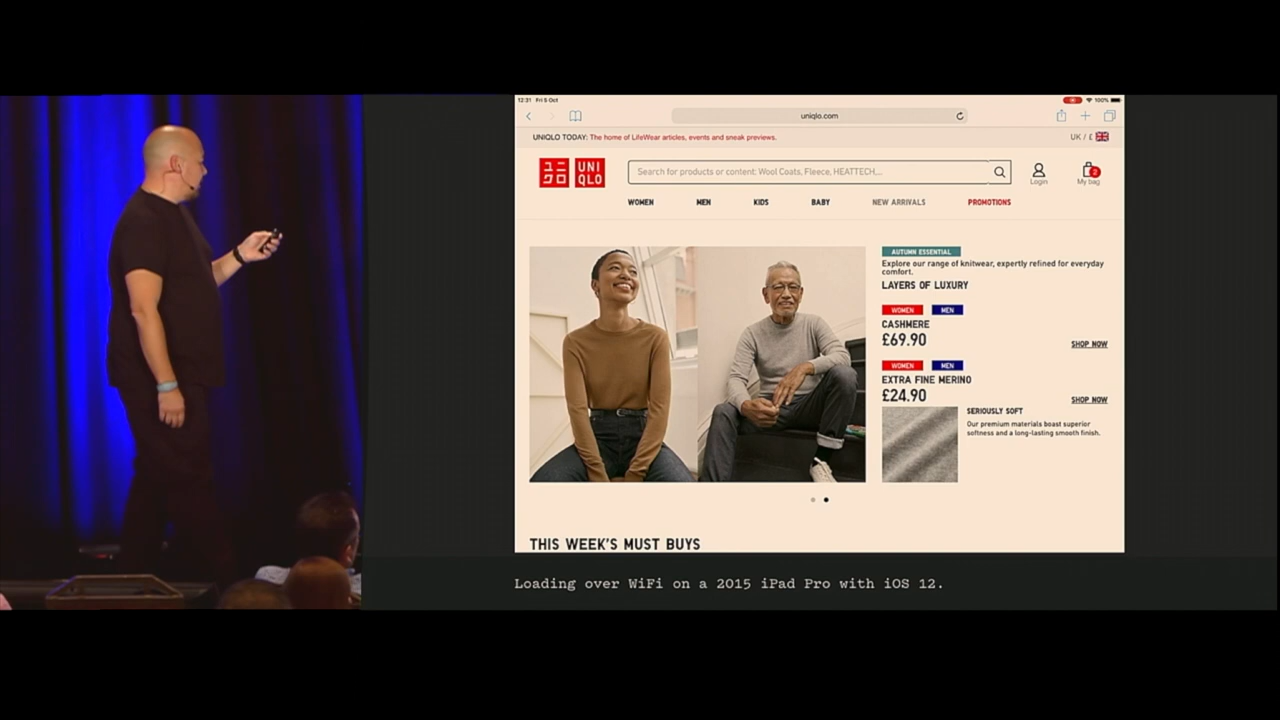 12:31 Fri 5 Oct
100%
uniqlo.com
UNIQLO TODAY: The home of LifeWear articles, events and sneak previews.
UK / £
ユニ
クロ
UNI
QLO
Search for products or content: Wool Coats, Fleece, HEATTECH,...
Login
2
My bag
WOMEN MEN KIDS BABY NEW ARRIVALS PROMOTIONS
AUTUMN ESSENTIAL
Explore our range of knitwear, expertly refined for everyday
comfort.
LAYERS OF LUXURY
WOMEN MEN
CASHMERE
£69.90
SHOP NOW
WOMEN MEN
EXTRA FINE MERINO
£24.90
SHOP NOW
SERIOUSLY SOFT
Our premium materials boast superior
softness and a long-lasting smooth finish.
THIS WEEK'S MUST BUYS
Loading over WiFi on a 2015 iPad Pro with iOS 12.